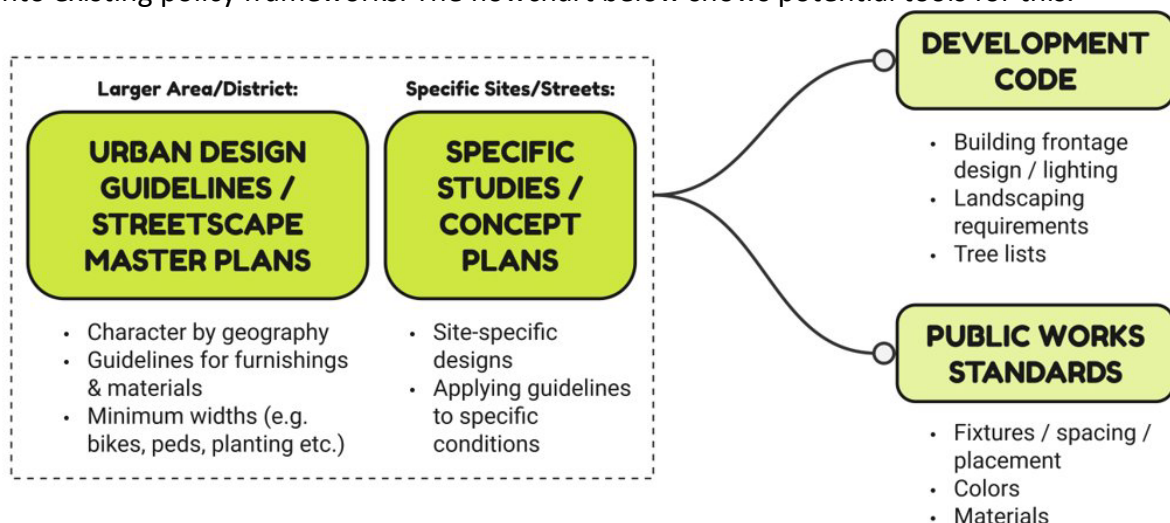 nto existing policy frameworks. The flowchart below shows potential tools for this.
Larger Area/District:
URBAN DESIGN
GUIDELINES /
STREETSCAPE
MASTER PLANS
• Character by geography
• Guidelines for furnishings
& materials
• Minimum widths (e.g.
bikes, peds, planting etc.)
Specific Sites/Streets:
SPECIFIC
STUDIES /
CONCEPT
PLANS
• Site-specific
designs
• Applying guidelines
to specific
conditions
DEVELOPMENT
CODE
• Building frontage
design / lighting
• Landscaping
requirements
• Tree lists
PUBLIC WORKS
STANDARDS
• Fixtures / spacing /
placement
• Colors
• Materials